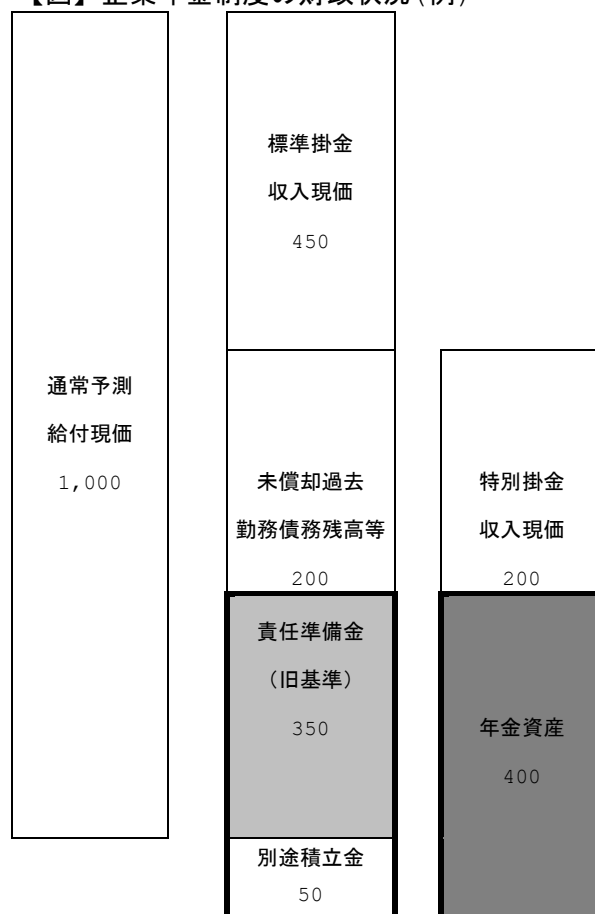 【図】企業年金制度の財政状況(例)
標準掛金
収入現価
450
通常予測
給付現価
1,000
未償却過去
勤務債務残高等
200
特別掛金
収入現価
200
責任準備金
（旧基準）
350
年金資産
400
別途積立金
50